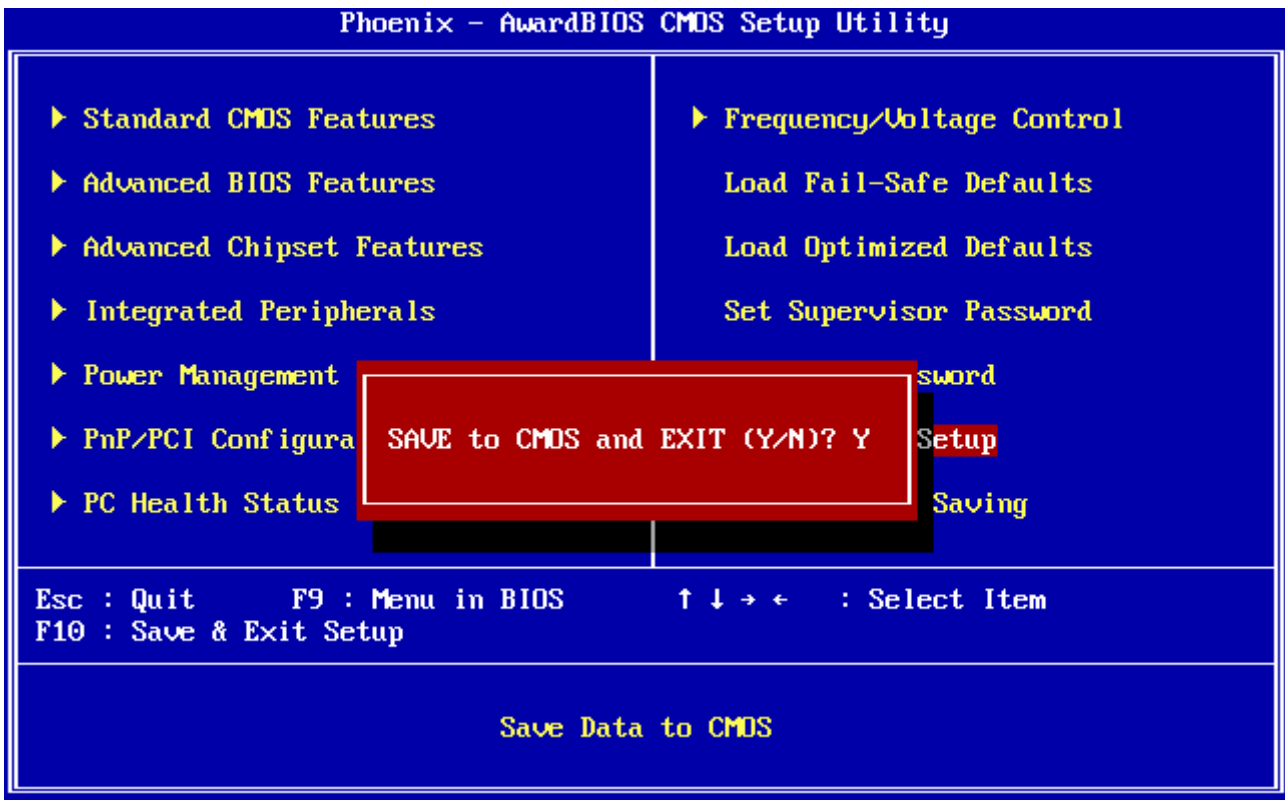 Phoenix - AwardBIOS CMOS Setup Utility
Standard CMOS Features
Advanced BIOS Features
Advanced Chipset Features
Integrated Peripherals
Power Management
PnP/PCI Configura
PC Health Status
Frequency/Voltage Control
Load Fail-Safe Defaults
Load Optimized Defaults
Set Supervisor Password
sword
Setup
Saving
SAVE to CMOS and EXIT (Y/N)? Y
Esc : Quit F9 : Menu in BIOS ↑ ↓ → ← : Select Item
F10 : Save & Exit Setup
Save Data to CMOS